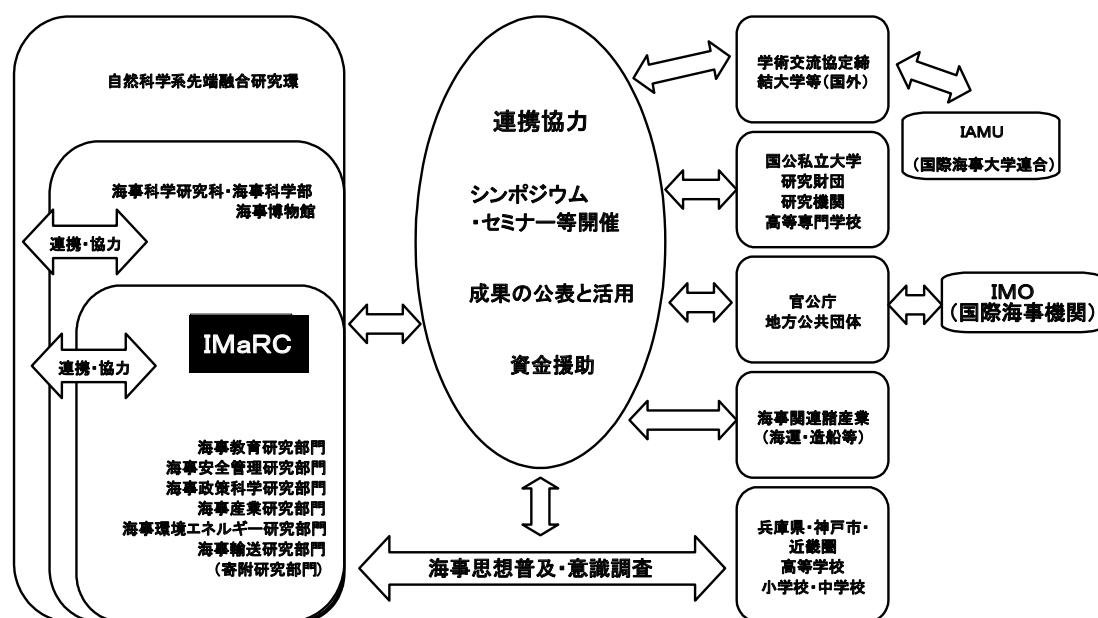 自然科学系先端融合研究環
海事科学研究科・海事科学部
海事博物館
連携・協力
IMaRC
連携・協力
海事教育研究部門
海事安全管理研究部門
海事政策科学研究部門
海事産業研究部門
海事環境エネルギー研究部門
海事輸送研究部門
(寄附研究部門)
連携協力
シンポジウム
・セミナー等開催
成果の公表と活用
資金援助
海事思想普及・意識調査
学術交流協定締
結大学等(国外)
IAMU
(国際海事大学連合)
国公私立大学
研究財団
研究機関
高等専門学校
官公庁
地方公共団体
IMO
(国際海事機関)
海事関連諸産業
(海運・造船等)
兵庫県・神戸市・
近畿圏
高等学校
小学校・中学校